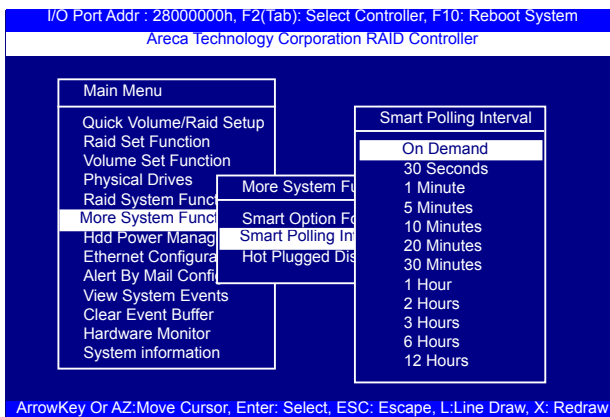 I/O Port Addr : 28000000h, F2(Tab): Select Controller, F10: Reboot System
Areca Technology Corporation RAID Controller
Main Menu
Quick Volume/Raid Setup
Raid Set Function
Volume Set Function
Physical Drives
Raid System Funct
More System Funct
Hdd Power Manag
Ethernet Configura
Alert By Mail Confi
View System Events
Clear Event Buffer
Hardware Monitor
System information
More System Fu
Smart Option Fo
Smart Polling Int
Hot Plugged Dis
Smart Polling Interval
On Demand
30 Seconds
1 Minute
5 Minutes
10 Minutes
20 Minutes
30 Minutes
1 Hour
2 Hours
3 Hours
6 Hours
12 Hours
ArrowKey Or AZ:Move Cursor, Enter: Select, ESC: Escape, L:Line Draw, X: Redraw